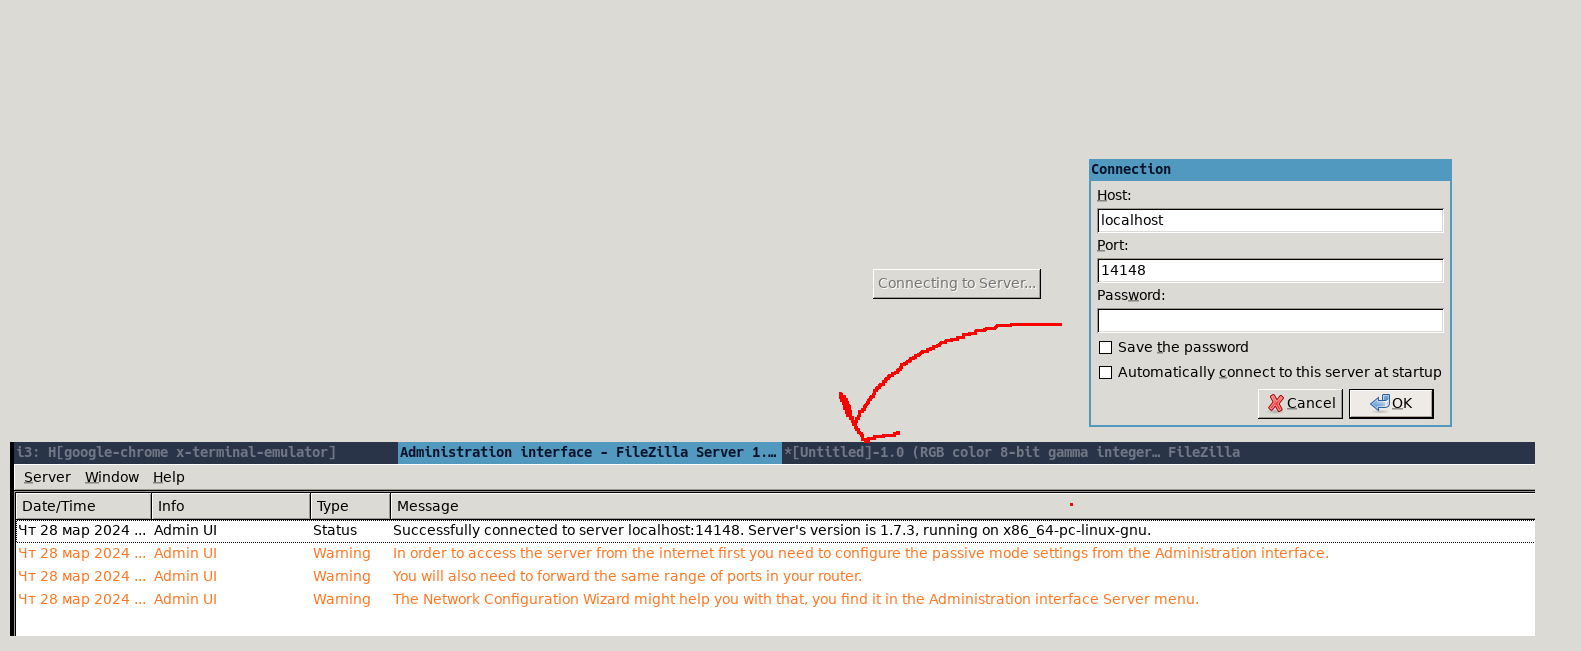 Connection
Host:
localhost
Port:
14148
Connecting to Server...
Password:
Save the password
Automatically connect to this server at startup
Cancel OK
i3: H[google-chrome x-terminal-emulator] Administration interface - FileZilla Server 1.… *[Untitled]-1.0 (RGB color 8-bit gamma integer… FileZilla
Server Window Help
Date/Time Info Type Message
Чт 28 мар 2024 ... Admin UI Status Successfully connected to server localhost:14148. Server's version is 1.7.3, running on x86_64-pc-linux-gnu.
Чт 28 мар 2024 ... Admin UI Warning In order to access the server from the internet first you need to configure the passive mode settings from the Administration interface.
Чт 28 мар 2024 ... Admin UI Warning You will also need to forward the same range of ports in your router.
Чт 28 мар 2024 ... Admin UI Warning The Network Configuration Wizard might help you with that, you find it in the Administration interface Server menu.